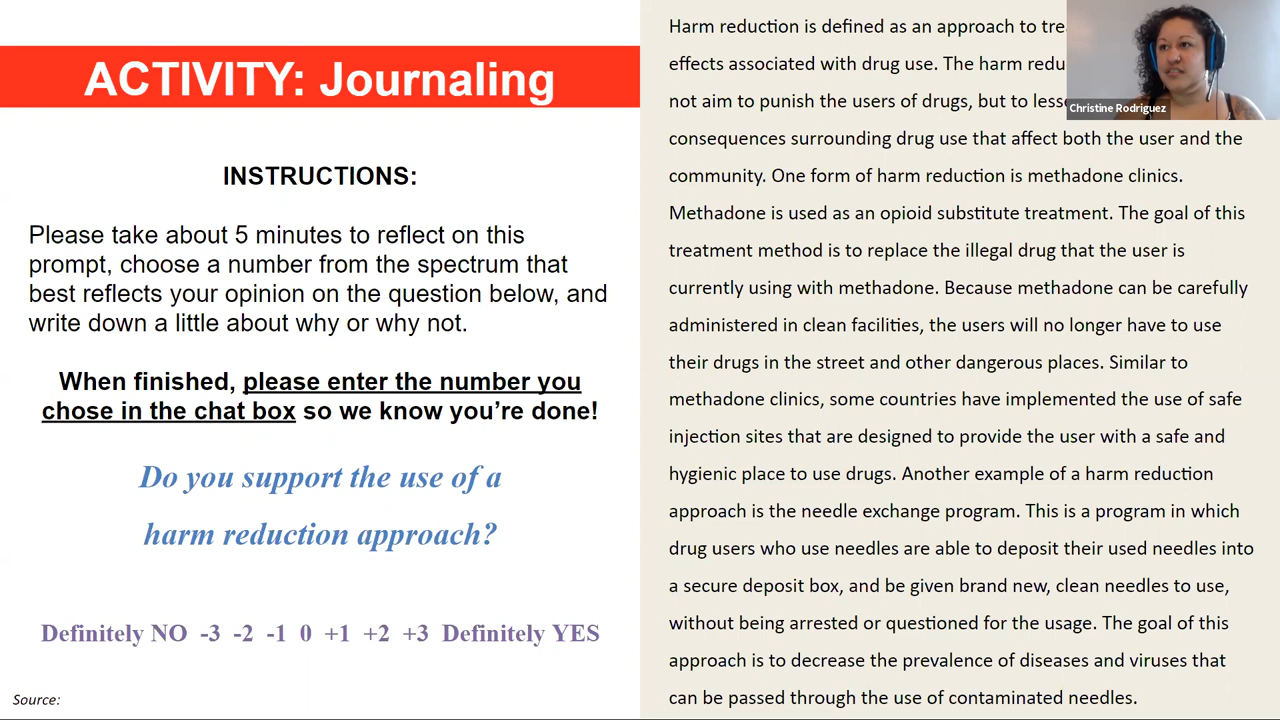 ACTIVITY: Journaling
INSTRUCTIONS:
Please take about 5 minutes to reflect on this
prompt, choose a number from the spectrum that
best reflects your opinion on the question below, and
write down a little about why or why not.
When finished, please enter the number you
chose in the chat box so we know you’re done!
Do you support the use of a
harm reduction approach?
Definitely NO -3 -2 -1 0 +1 +2 +3 Definitely YES
Source:
Harm reduction is defined as an approach to
effects associated with drug use. The harm
not aim to punish the users of drugs, but to
consequences surrounding drug use that affect both the user and the
community. One form of harm reduction is methadone clinics.
Methadone is used as an opioid substitute treatment. The goal of this
treatment method is to replace the illegal drug that the user is
currently using with methadone. Because methadone can be carefully
administered in clean facilities, the users will no longer have to use
their drugs in the street and other dangerous places. Similar to
methadone clinics, some countries have implemented the use of safe
injection sites that are designed to provide the user with a safe and
hygienic place to use drugs. Another example of a harm reduction
approach is the needle exchange program. This is a program in which
drug users who use needles are able to deposit their used needles into
a secure deposit box, and be given brand new, clean needles to use,
without being arrested or questioned for the usage. The goal of this
approach is to decrease the prevalence of diseases and viruses that
can be passed through the use of contaminated needles.
Christine Rodriguez